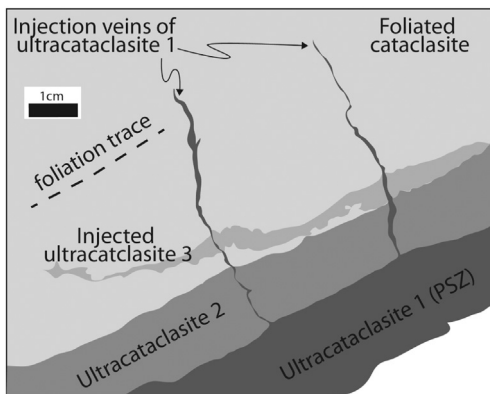 Injection veins of
ultracataclasite 1
Foliated
cataclasite
1cm
foliation trace
Injected
ultracatclasite 3
Ultracataclasite 2
Ultracataclasite 1 (PSZ)